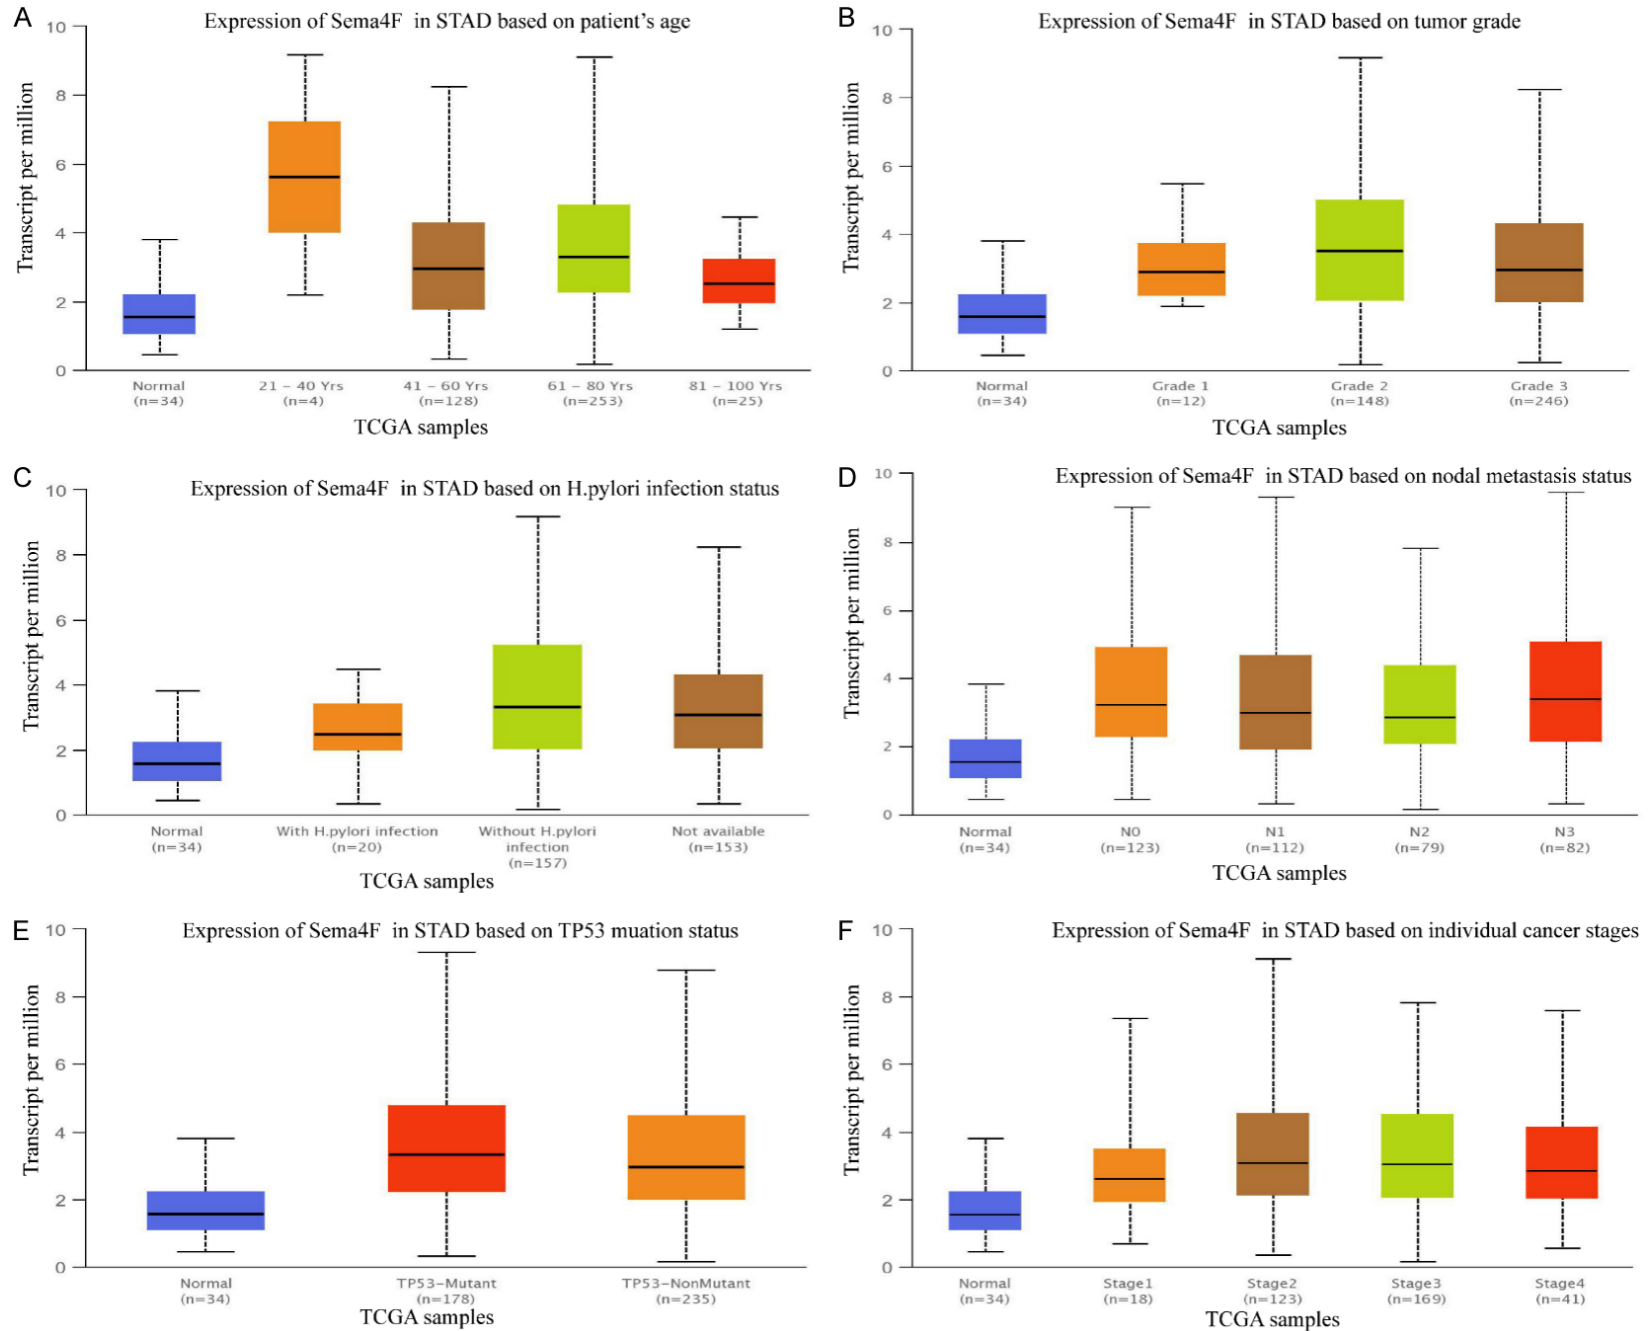 A
Expression of Sema4F in STAD based on patient's age
Transcript per million
10
8
6
4
2
0
Normal 21 – 40 Yrs 41 – 60 Yrs 61 – 80 Yrs 81 – 100 Yrs
(n=34) (n=4) (n=128) (n=253) (n=25)
TCGA samples
B
Expression of Sema4F in STAD based on tumor grade
Transcript per million
10
8
6
4
2
0
Normal Grade 1 Grade 2 Grade 3
(n=34) (n=12) (n=148) (n=246)
TCGA samples
C
Expression of Sema4F in STAD based on H.pylori infection status
Transcript per million
10
8
6
4
2
0
Normal With H.pylori infection Without H.pylori Not available
(n=34) (n=20) infection (n=153)
(n=157)
TCGA samples
D
Expression of Sema4F in STAD based on nodal metastasis status
Transcript per million
10
8
6
4
2
0
Normal N0 N1 N2 N3
(n=34) (n=123) (n=112) (n=79) (n=82)
TCGA samples
E
Expression of Sema4F in STAD based on TP53 muation status
Transcript per million
10
8
6
4
2
0
Normal TP53–Mutant TP53–NonMutant
(n=34) (n=178) (n=235)
TCGA samples
F
Expression of Sema4F in STAD based on individual cancer stages
Transcript per million
10
8
6
4
2
0
Normal Stage1 Stage2 Stage3 Stage4
(n=34) (n=18) (n=123) (n=169) (n=41)
TCGA samples